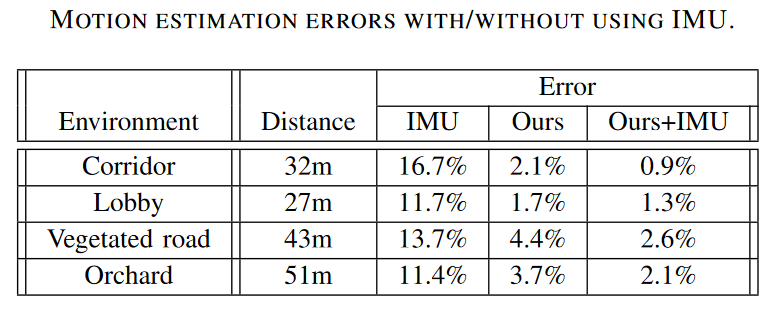 MOTION ESTIMATION ERRORS WITH/WITHOUT USING IMU.
Error
Environment Distance IMU Ours Ours+IMU
Corridor 32m 16.7% 2.1% 0.9%
Lobby 27m 11.7% 1.7% 1.3%
Vegetated road 43m 13.7% 4.4% 2.6%
Orchard 51m 11.4% 3.7% 2.1%